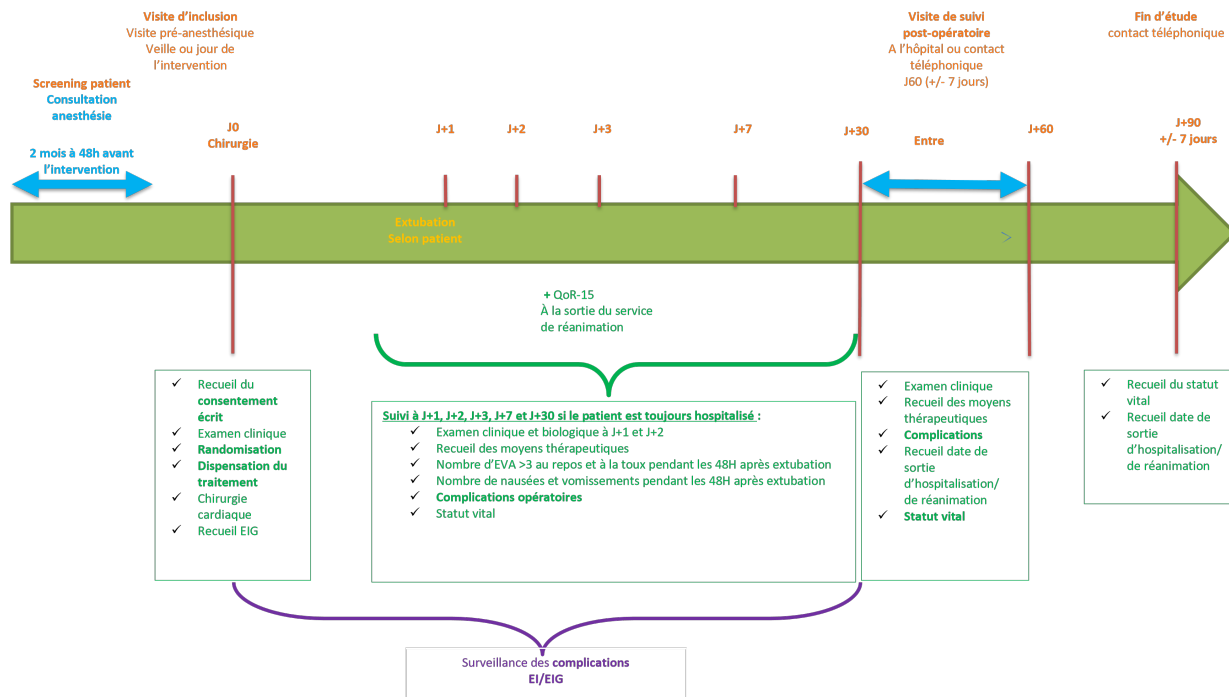 Visite d'inclusion
Visite pré-anesthésique
Veille ou jour de
l'intervention
Visite de suivi
post-opératoire
A l'hôpital ou contact
téléphonique
J60 (+/- 7 jours)
Fin d'étude
contact téléphonique
Screening patient
Consultation
anesthésie
2 mois à 48h avant
l'intervention
J0
Chirurgie
J+1
J+2
J+3
J+7
J+30
Entre
J+60
J+90
+/- 7 jours
Extubation
Selon patient
>
+ QoR-15
À la sortie du service
de réanimation
✓ Recueil du
consentement
écrit
✓ Examen clinique
✓ Randomisation
✓ Dispensation du
traitement
✓ Chirurgie
cardiaque
✓ Recueil EIG
Suivi à J+1, J+2, J+3, J+7 et J+30 si le patient est toujours hospitalisé :
✓ Examen clinique et biologique à J+1 et J+2
✓ Recueil des moyens thérapeutiques
✓ Nombre d'EVA >3 au repos et à la toux pendant les 48H après extubation
✓ Nombre de nausées et vomissements pendant les 48H après extubation
✓ Complications opératoires
✓ Statut vital
✓ Examen clinique
✓ Recueil des moyens
thérapeutiques
✓ Complications
✓ Recueil date de
sortie
d'hospitalisation/
de réanimation
✓ Statut vital
✓ Recueil du statut
vital
✓ Recueil date de
sortie
d'hospitalisation/
de réanimation
Surveillance des complications
EI/EIG